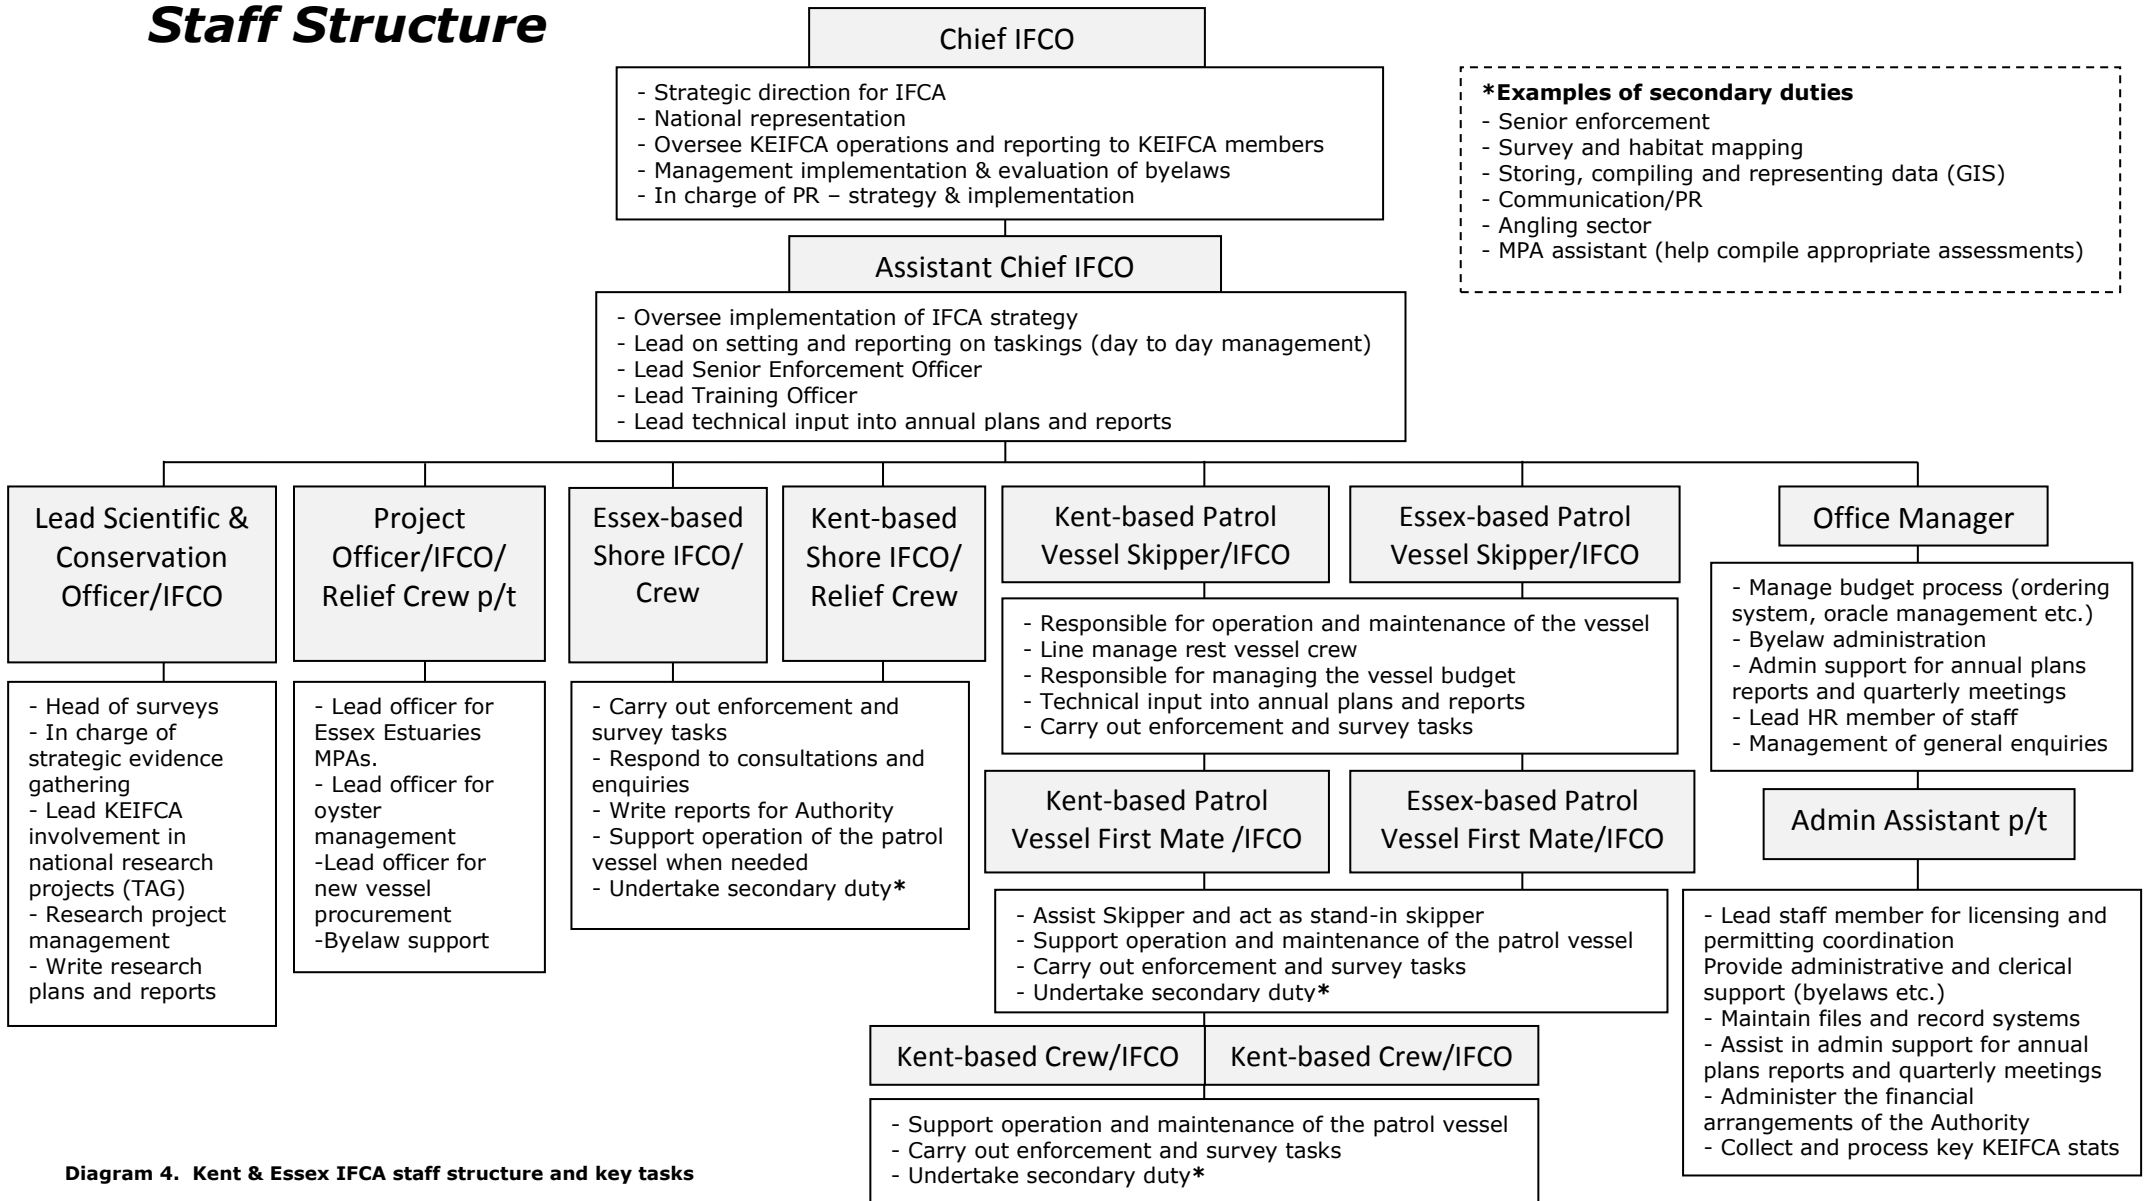 Staff Structure
Chief IFCO
- Strategic direction for IFCA
- National representation
- Oversee KEIFCA operations and reporting to KEIFCA members
- Management implementation & evaluation of byelaws
- In charge of PR – strategy & implementation
*Examples of secondary duties
- Senior enforcement
- Survey and habitat mapping
- Storing, compiling and representing data (GIS)
- Communication/PR
- Angling sector
- MPA assistant (help compile appropriate assessments)
Assistant Chief IFCO
- Oversee implementation of IFCA strategy
- Lead on setting and reporting on taskings (day to day management)
- Lead Senior Enforcement Officer
- Lead Training Officer
- Lead technical input into annual plans and reports
Lead Scientific &
Conservation
Officer/IFCO
- Head of surveys
- In charge of
strategic evidence
gathering
- Lead KEIFCA
involvement in
national research
projects (TAG)
- Research project
management
- Write research
plans and reports
Project
Officer/IFCO/
Relief Crew p/t
- Lead officer for
Essex Estuaries
MPAs.
- Lead officer for
oyster
management
-Lead officer for
new vessel
procurement
-Byelaw support
Essex-based
Shore IFCO/
Crew
Kent-based
Shore IFCO/
Relief Crew
- Carry out enforcement and
survey tasks
- Respond to consultations and
enquiries
- Write reports for Authority
- Support operation of the patrol
vessel when needed
- Undertake secondary duty*
Kent-based Patrol
Vessel Skipper/IFCO
Essex-based Patrol
Vessel Skipper/IFCO
- Responsible for operation and maintenance of the vessel
- Line manage rest vessel crew
- Responsible for managing the vessel budget
- Technical input into annual plans and reports
- Carry out enforcement and survey tasks
Kent-based Patrol
Vessel First Mate /IFCO
Essex-based Patrol
Vessel First Mate/IFCO
- Assist Skipper and act as stand-in skipper
- Support operation and maintenance of the patrol vessel
- Carry out enforcement and survey tasks
- Undertake secondary duty*
Kent-based Crew/IFCO
Kent-based Crew/IFCO
- Support operation and maintenance of the patrol vessel
- Carry out enforcement and survey tasks
- Undertake secondary duty*
Office Manager
- Manage budget process (ordering
system, oracle management etc.)
- Byelaw administration
- Admin support for annual plans
reports and quarterly meetings
- Lead HR member of staff
- Management of general enquiries
Admin Assistant p/t
- Lead staff member for licensing and
permitting coordination
Provide administrative and clerical
support (byelaws etc.)
- Maintain files and record systems
- Assist in admin support for annual
plans reports and quarterly meetings
- Administer the financial
arrangements of the Authority
- Collect and process key KEIFCA stats
Diagram 4. Kent & Essex IFCA staff structure and key tasks